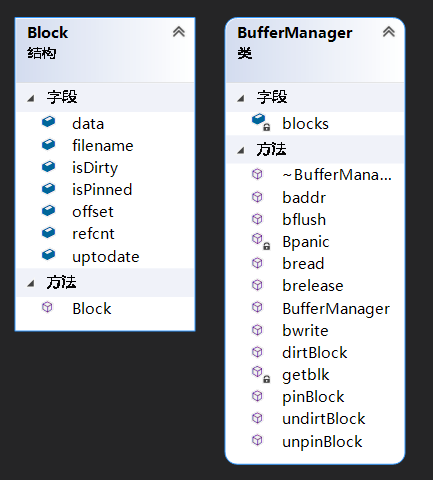 Block
结构
字段
data
filename
isDirty
isPinned
offset
refcnt
uptodate
方法
Block
BufferManager
类
字段
blocks
方法
~BufferMana...
baddr
bflush
Bpanic
bread
brelease
BufferManager
bwrite
dirtBlock
getblk
pinBlock
undirtBlock
unpinBlock